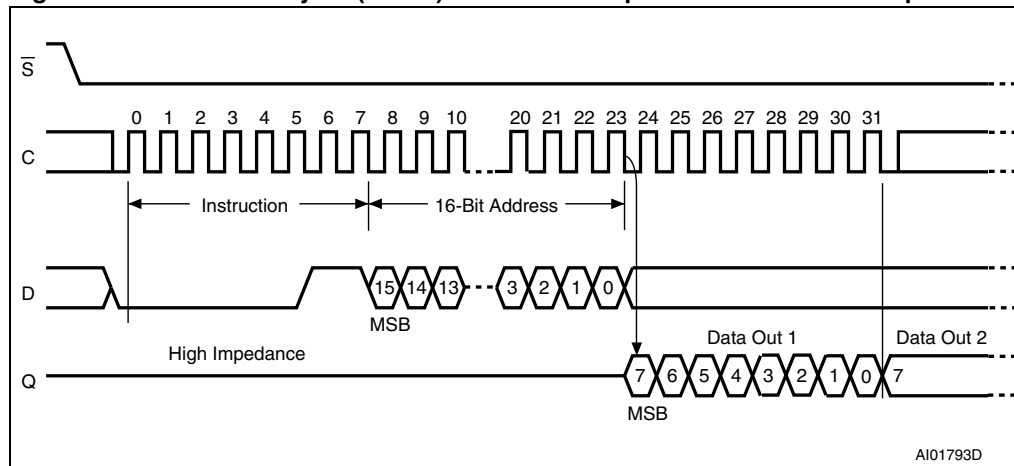 S
0 1 2 3 4 5 6 7 8 9 10 20 21 22 23 24 25 26 27 28 29 30 31
C
Instruction 16-Bit Address
D 15 14 13 3 2 1 0
MSB
High Impedance Data Out 1 Data Out 2
Q 7 6 5 4 3 2 1 0 7
MSB
AI01793D